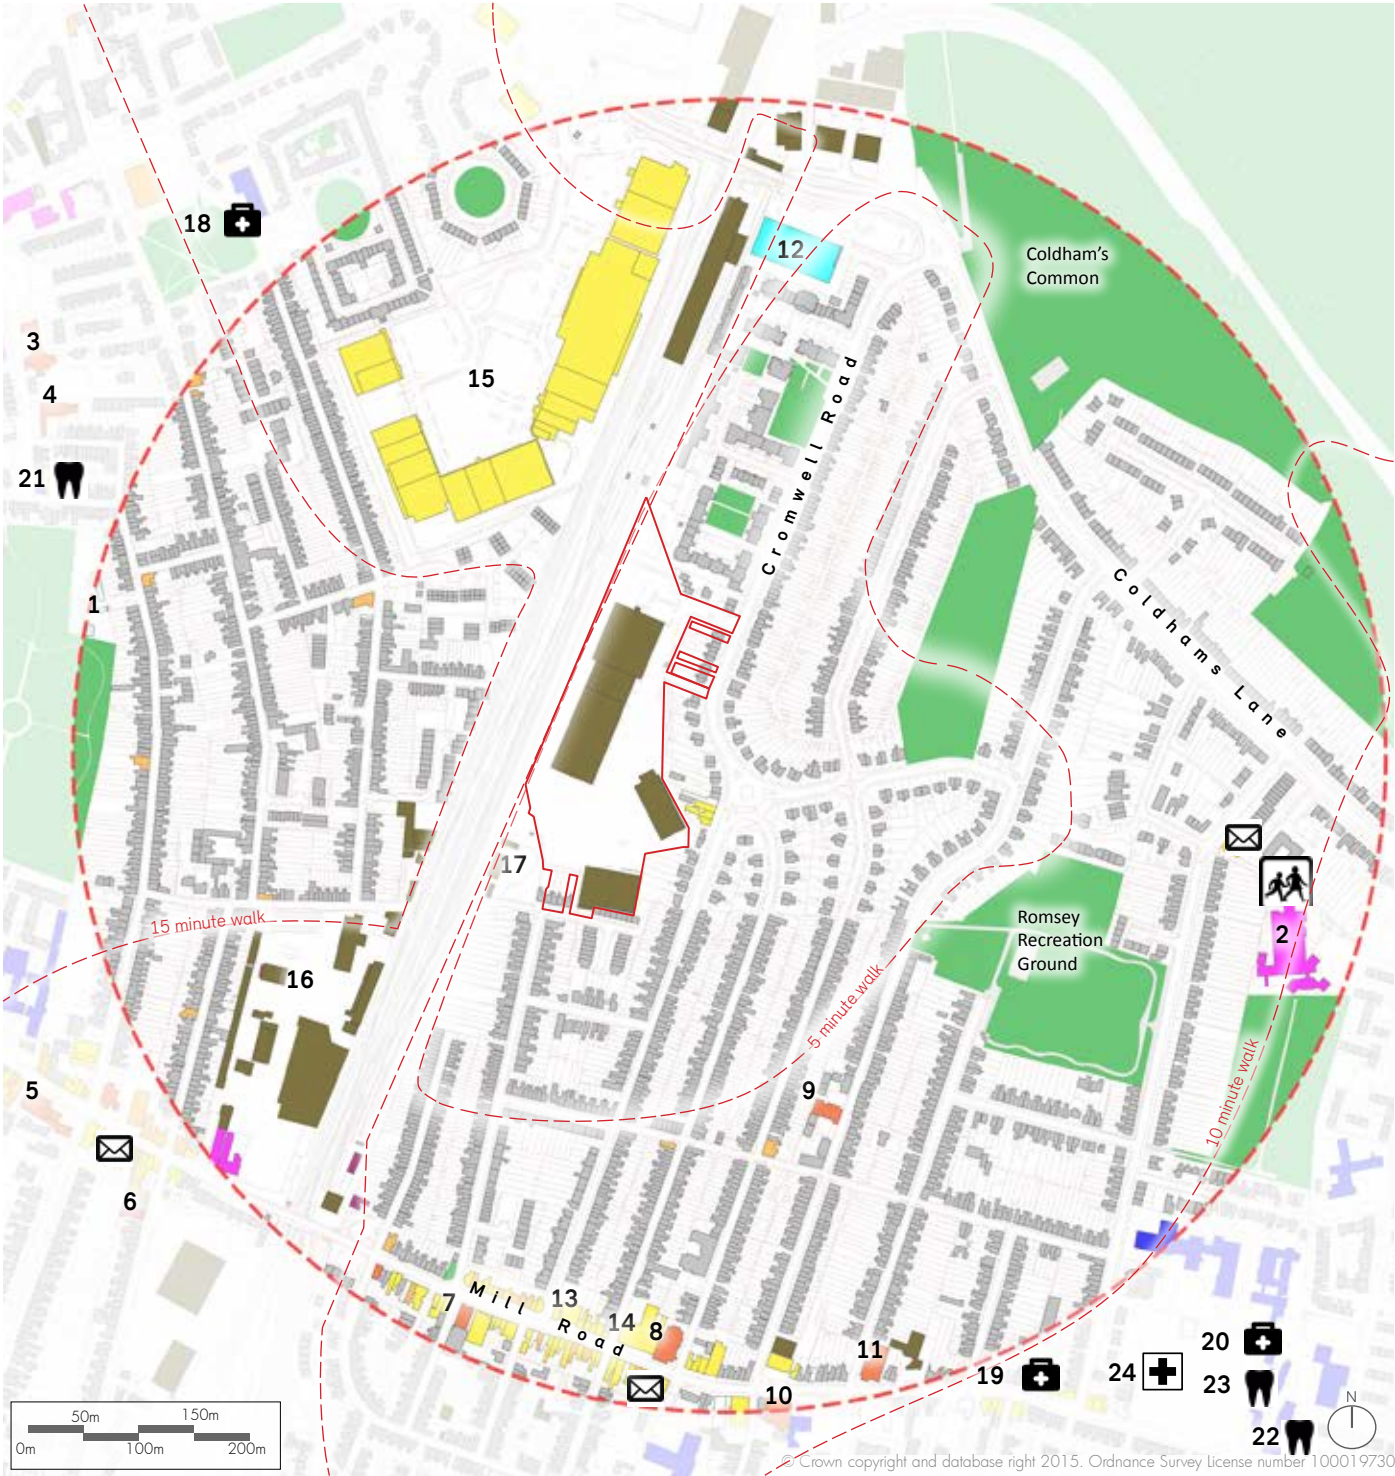 18
12
Coldham's
Common
3
4
15
Cromwell Road
21
1
Coldhams Lane
17
2
15 minute walk
Romsey
Recreation
Ground
16
5 minute walk
10 minute walk
5
9
6
7
Mill Road
13
14
8
11
10
19
24
20
23
22
N
50m
150m
0m
100m
200m
© Crown copyright and database right 2015. Ordnance Survey License number 100019730